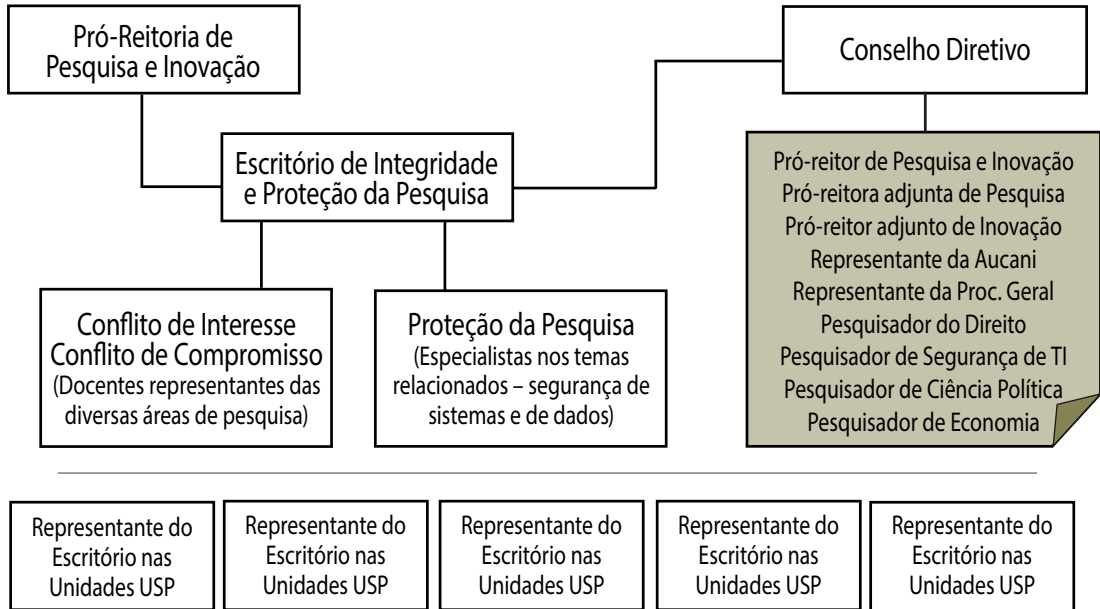 Pró-Reitoria de
Pesquisa e Inovação
Conselho Diretivo
Escritório de Integridade
e Proteção da Pesquisa
Pró-reitor de Pesquisa e Inovação
Pró-reitora adjunta de Pesquisa
Pró-reitor adjunto de Inovação
Representante da Aucani
Representante da Proc. Geral
Pesquisador do Direito
Pesquisador de Segurança de TI
Pesquisador de Ciência Política
Pesquisador de Economia
Conflito de Interesse
Conflito de Compromisso
(Docentes representantes das
diversas áreas de pesquisa)
Proteção da Pesquisa
(Especialistas nos temas
relacionados – segurança de
sistemas e de dados)
Representante do
Escritório nas
Unidades USP
Representante do
Escritório nas
Unidades USP
Representante do
Escritório nas
Unidades USP
Representante do
Escritório nas
Unidades USP
Representante do
Escritório nas
Unidades USP